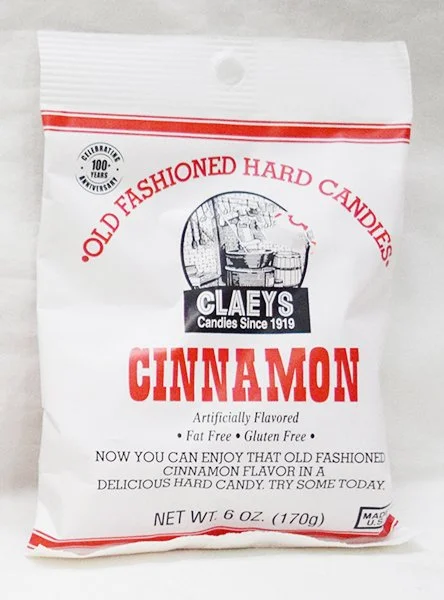 CELEBRATING
100+
YEARS
ANNIVERSARY
•OLD FASHIONED HARD CANDIES•
CLAEYS
Candies Since 1919
CINNAMON
Artificially Flavored
• Fat Free • Gluten Free •
NOW YOU CAN ENJOY THAT OLD FASHIONED
CINNAMON FLAVOR IN A
DELICIOUS HARD CANDY. TRY SOME TODAY.
NET WT. 6 OZ. (170g)